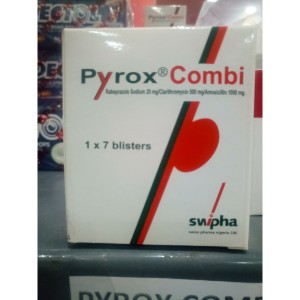 Pyrox® Combi
Rabeprazole Sodium 20 mg/Clarithromycin 500 mg/Amoxicillin 1000 mg.
1 x 7 blisters
swipha
swiss pharma nigeria Ltd.
PYROX COMBI